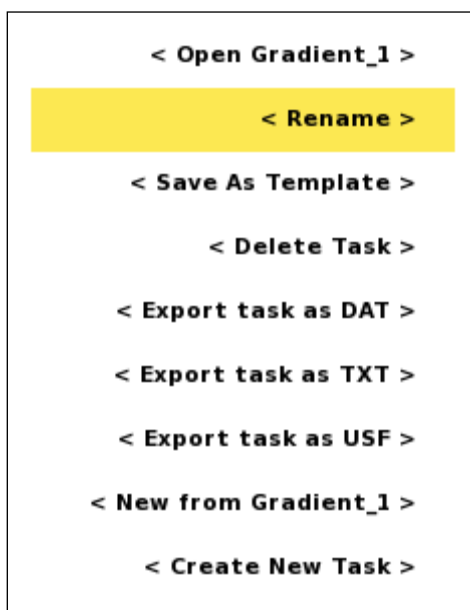 < Open Gradient_1 >
< Rename >
< Save As Template >
< Delete Task >
< Export task as DAT >
< Export task as TXT >
< Export task as USF >
< New from Gradient_1 >
< Create New Task >